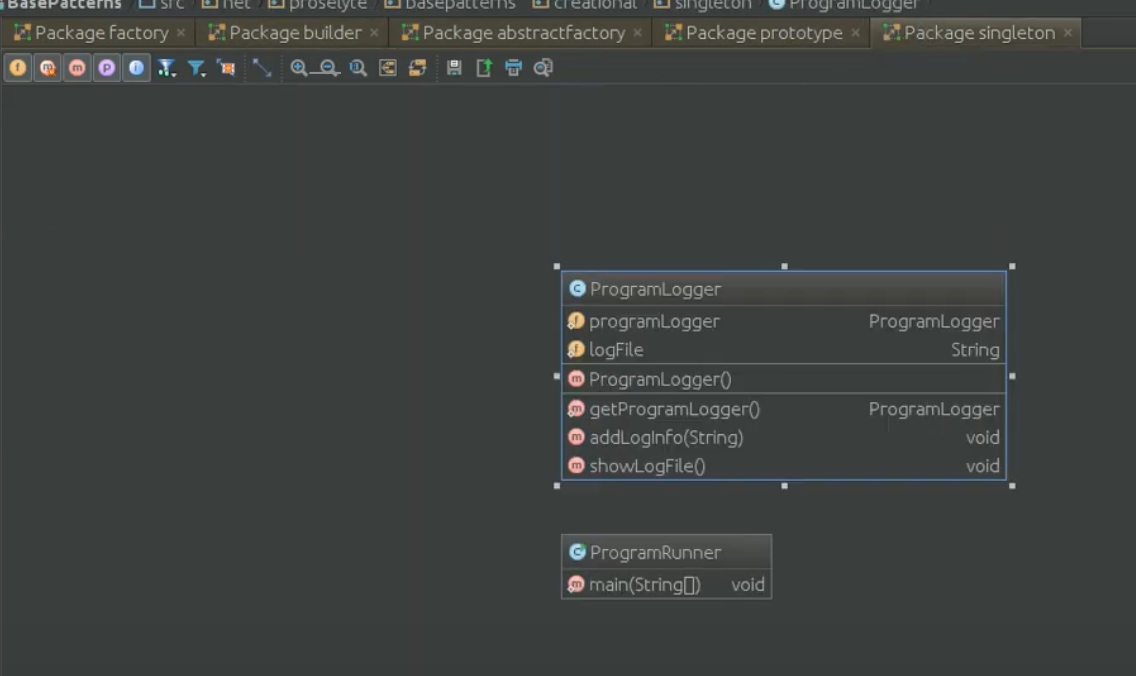 BasePatterns src net proselyte basepatterns creational singleton ProgramLogger
Package factory × Package builder × Package abstractfactory × Package prototype × Package singleton ×
ProgramLogger
programLogger ProgramLogger
logFile String
ProgramLogger()
getProgramLogger() ProgramLogger
addLogInfo(String) void
showLogFile() void
ProgramRunner
main(String[]) void